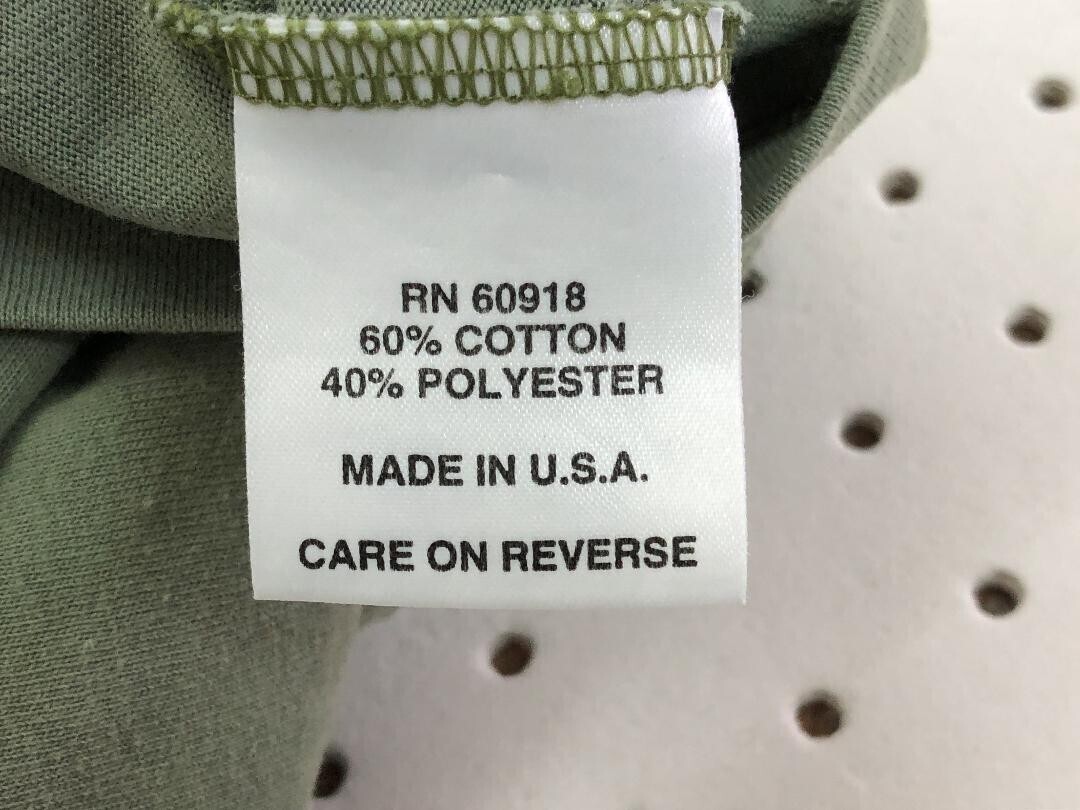 RN 60918
60% COTTON
40% POLYESTER
MADE IN U.S.A.
CARE ON REVERSE